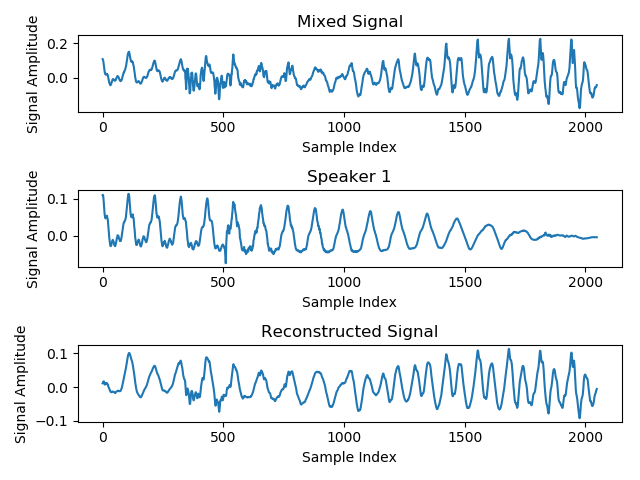 Mixed Signal
Signal Amplitude
0.2
0.0
0
500
1000
1500
2000
Sample Index
Speaker 1
Signal Amplitude
0.1
0.0
0
500
1000
1500
2000
Sample Index
Reconstructed Signal
Signal Amplitude
0.1
0.0
−0.1
0
500
1000
1500
2000
Sample Index